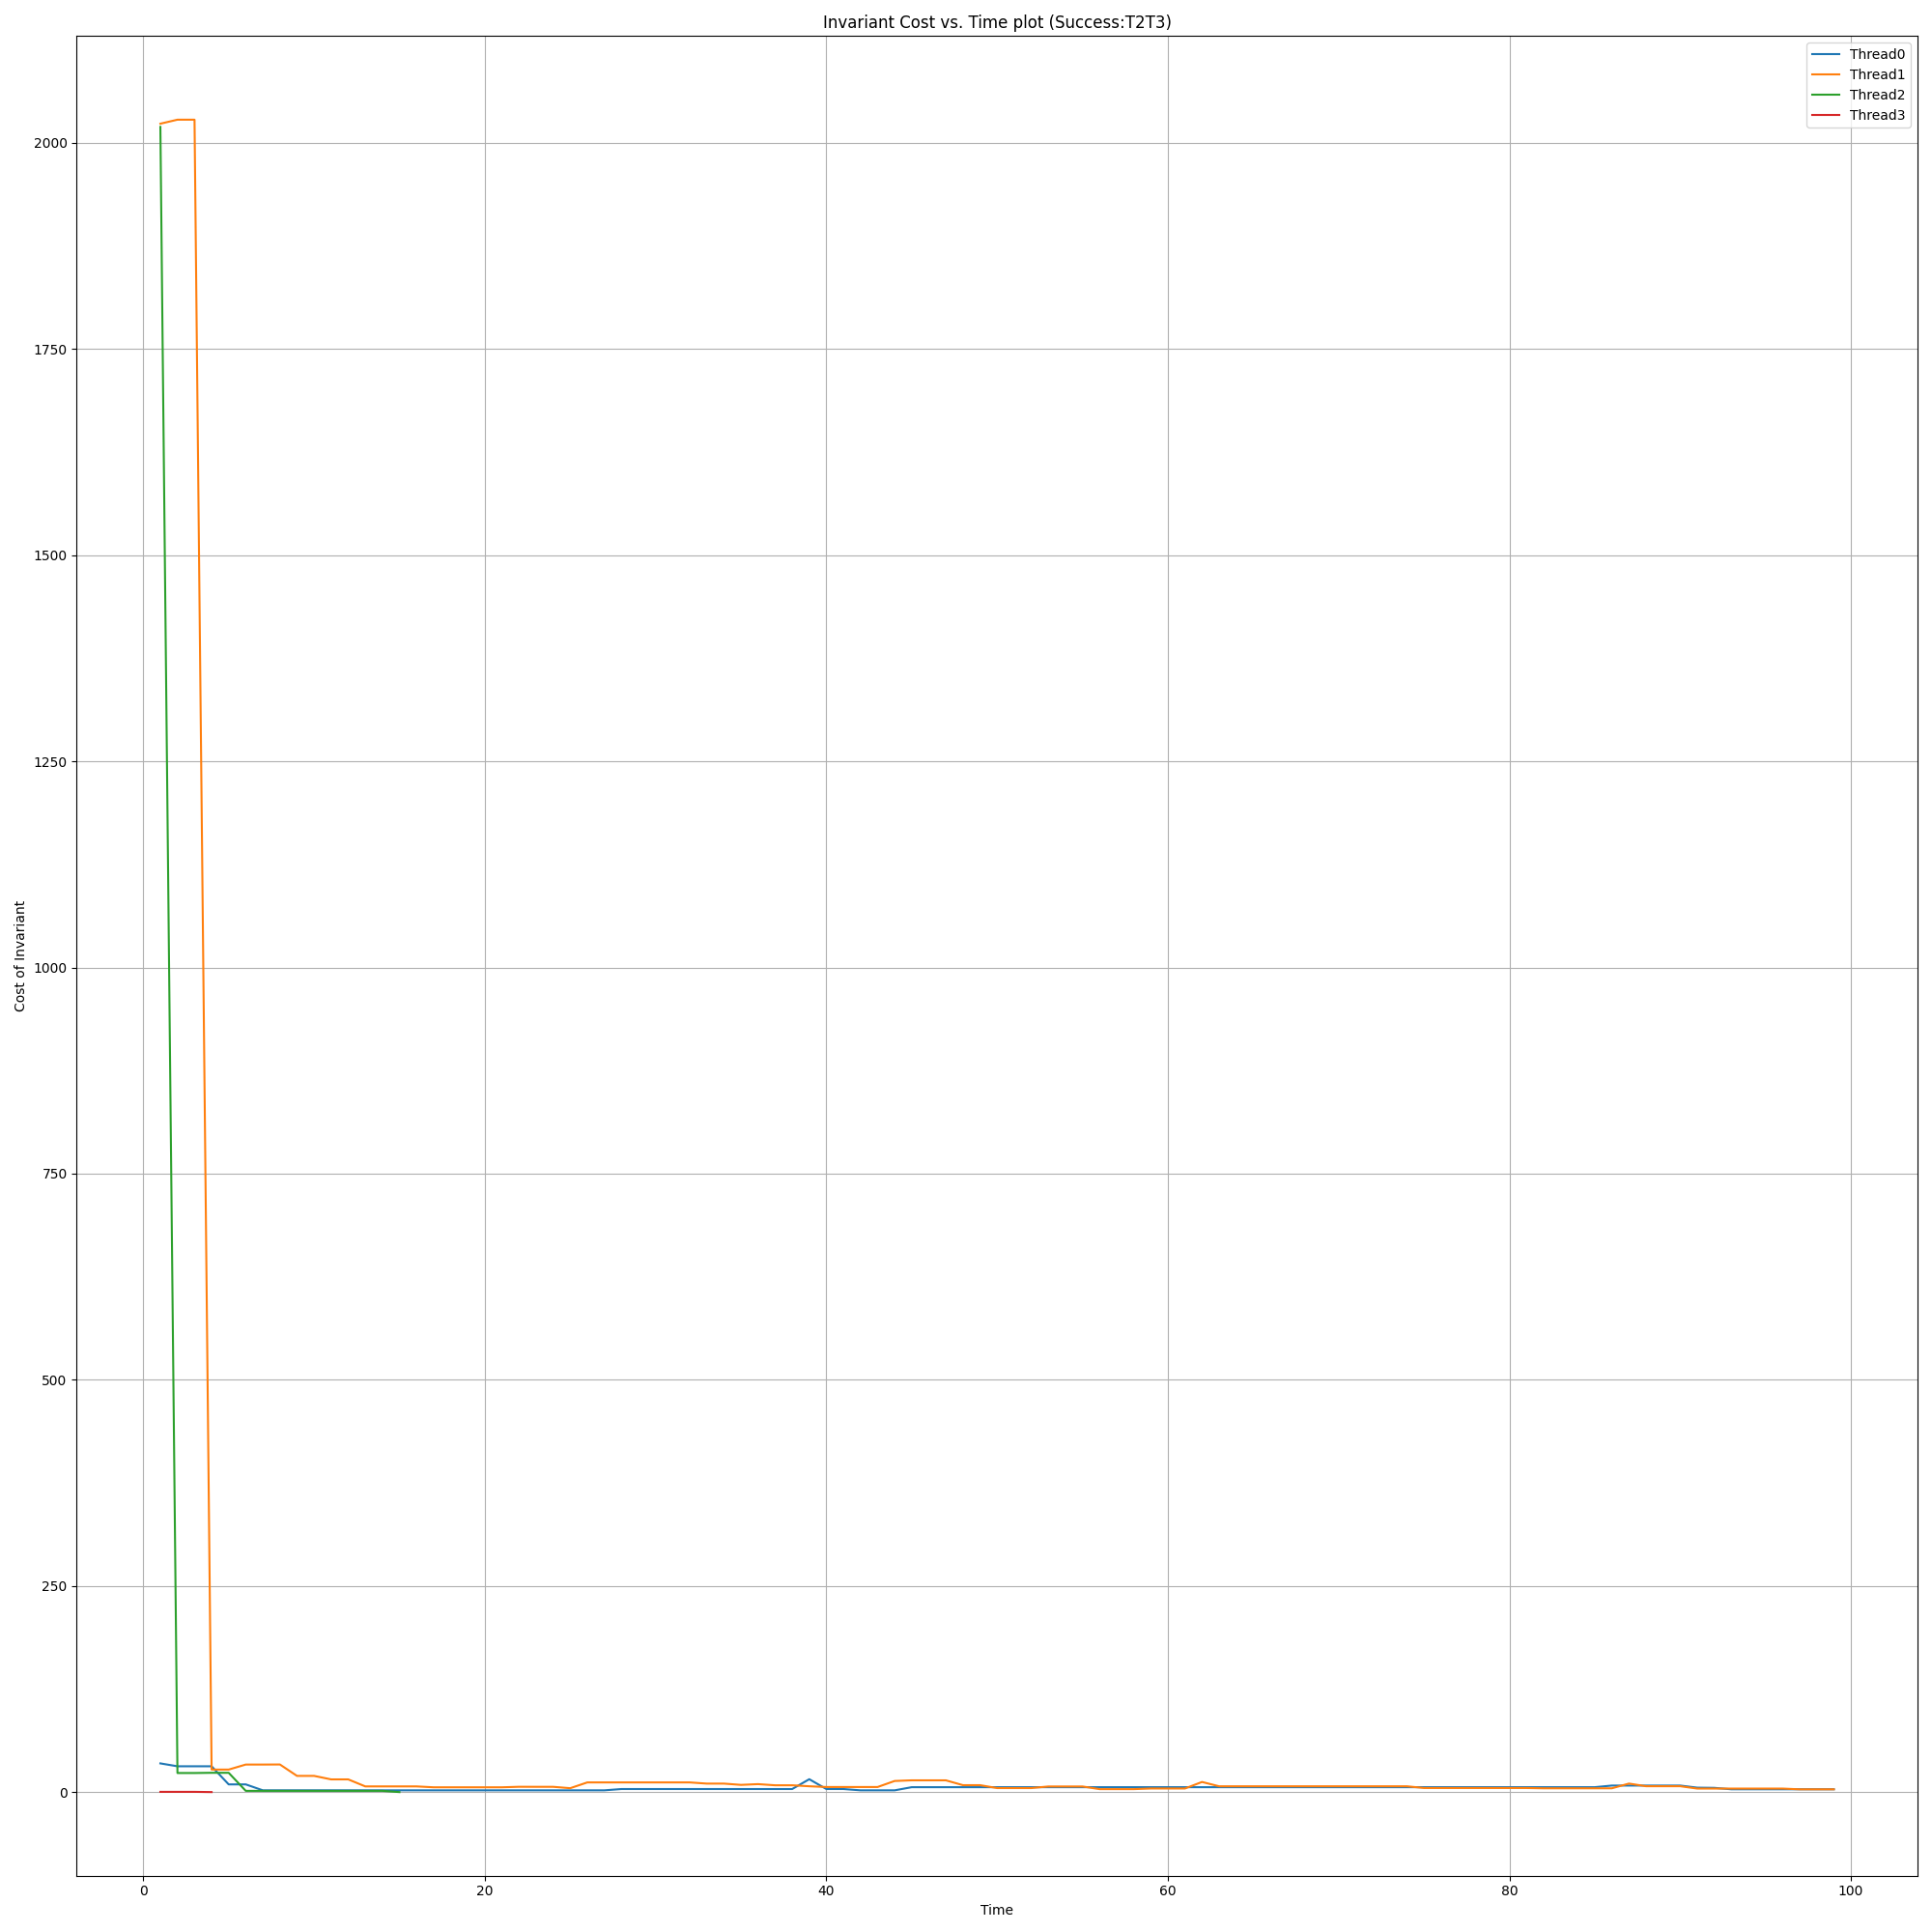 Invariant Cost vs. Time plot (Success:T2T3)
Thread0
Thread1
Thread2
Thread3
2000
1750
1500
1250
1000
750
500
250
0
Cost of Invariant
0 20 40 60 80 100
Time